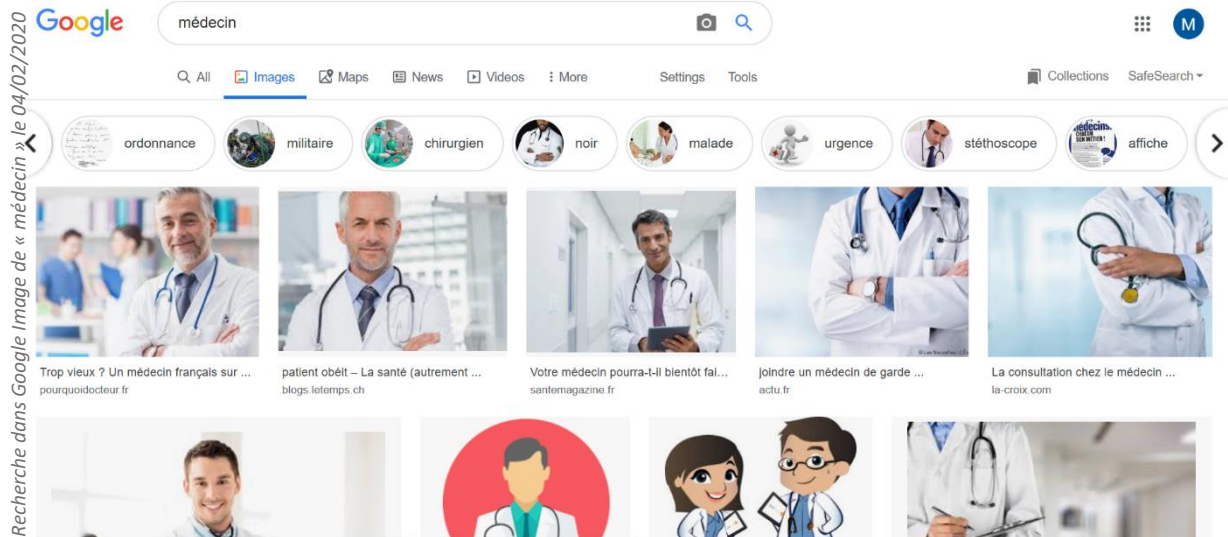 Recherche dans Google Image de « médecin » le 04/02/2020
Google
médecin
M
All Images Maps News Videos More Settings Tools Collections SafeSearch
ordonnance militaire chirurgien noir malade urgence stéthoscope affiche
Trop vieux ? Un médecin français sur ...
pourquoidocteur.fr
patient obéit – La santé (autrement ...
blogs.letemps.ch
Votre médecin pourra-t-il bientôt fai...
santemagazine.fr
joindre un médecin de garde ...
actu.fr
La consultation chez le médecin ...
la-croix.com